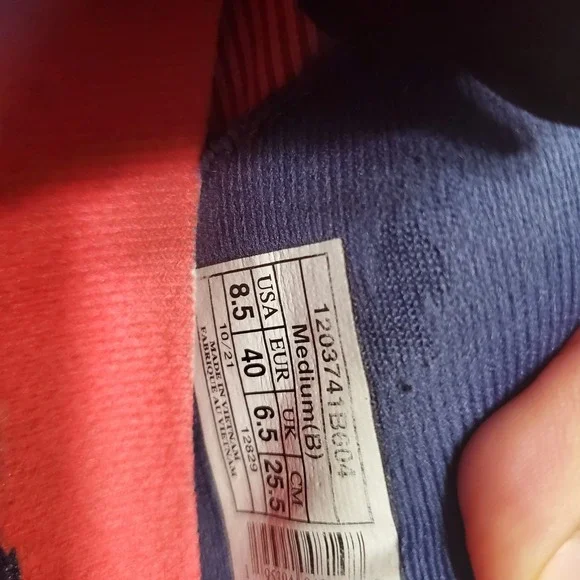 1203741B604
Medium(B)
USA EUR UK CM
8.5 40 6.5 25.5
10/21 12829
MADE IN VIETNAM
FABRIQUE AU VIETNAM